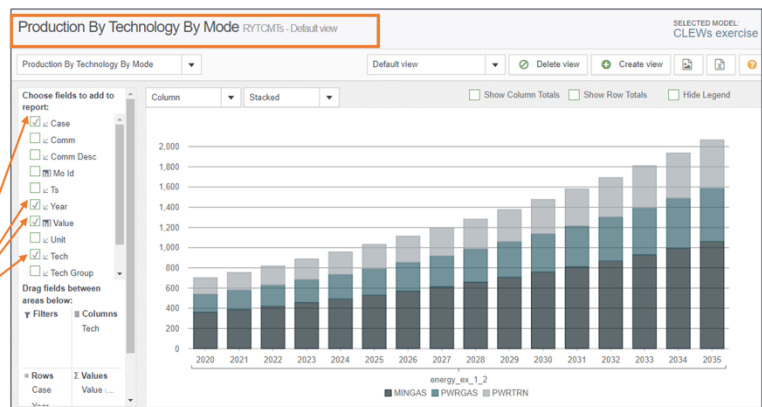 Production By Technology By Mode RYTCMTs - Default view
SELECTED MODEL:
CLEWs exercise
Production By Technology By Mode
Default view
Delete view
Create view
Choose fields to add to
report:
Case
Comm
Comm Desc
Mo Id
Ts
Year
Value
Unit
Tech
Tech Group
Drag fields between
areas below:
Filters
Columns
Tech
Rows
Σ Values
Case
Value
Year
Column
Stacked
Show Column Totals
Show Row Totals
Hide Legend
2,000
1,800
1,600
1,400
1,200
1,000
800
600
400
200
0
2020 2021 2022 2023 2024 2025 2026 2027 2028 2029 2030 2031 2032 2033 2034 2035
energy_ex_1_2
MINGAS PWRGAS PWRTRN